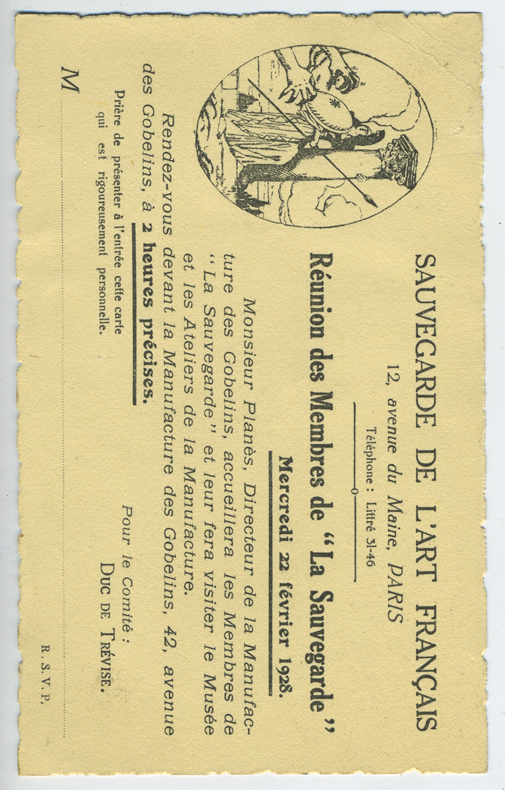 SAUVEGARDE DE L'ART FRANÇAIS
12, avenue du Maine, PARIS
Téléphone : Littré 31-46
Réunion des Membres de “La Sauvegarde”
Mercredi 22 février 1928.
Monsieur Planès, Directeur de la Manufac-
ture des Gobelins, accueillera les Membres de
“La Sauvegarde” et leur fera visiter le Musée
et les Ateliers de la Manufacture.
Rendez-vous devant la Manufacture des Gobelins, 42, avenue
des Gobelins, à 2 heures précises.
Pour le Comité :
DUC DE TRÉVISE.
Prière de présenter à l'entrée cette carte
qui est rigoureusement personnelle.
M
R. S. V. P.